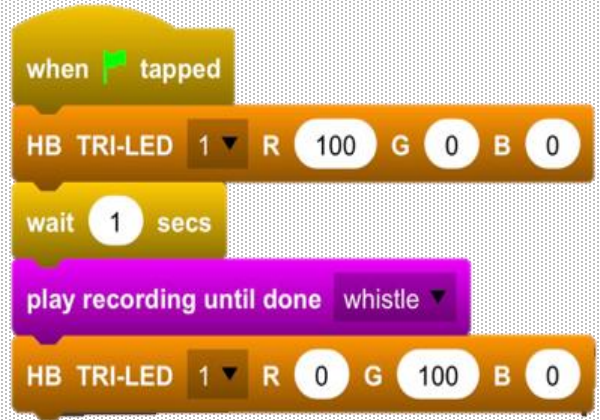 when tapped
HB TRI-LED 1 R 100 G 0 B 0
wait 1 secs
play recording until done whistle
HB TRI-LED 1 R 0 G 100 B 0